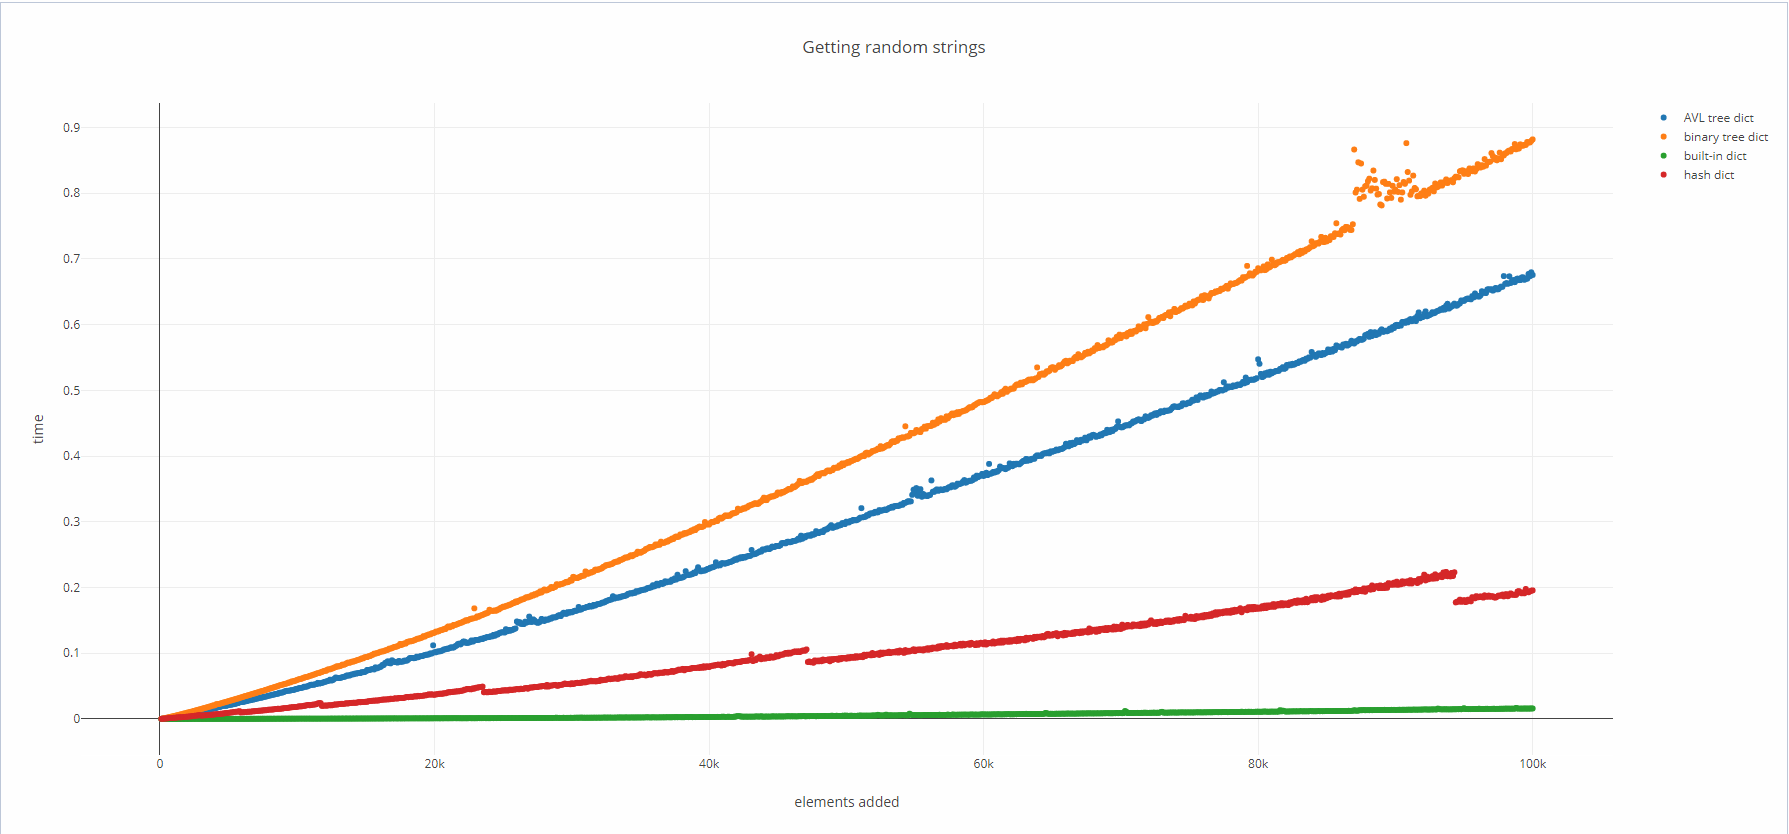 Getting random strings
AVL tree dict
binary tree dict
built-in dict
hash dict
0.9
0.8
0.7
0.6
0.5
0.4
0.3
0.2
0.1
0
time
0 20k 40k 60k 80k 100k
elements added